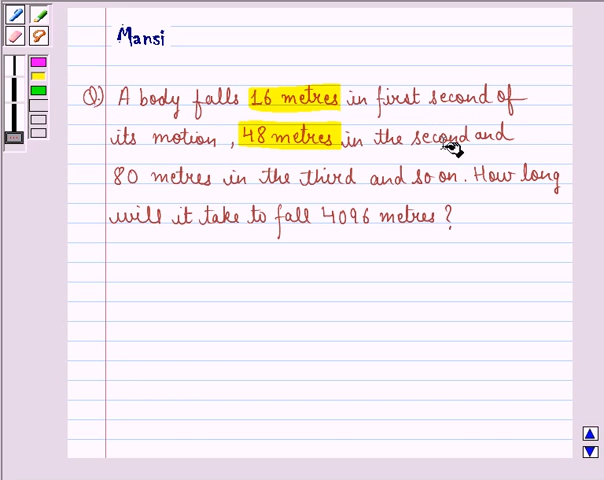 Mansi
Q) A body falls 16 metres in first second of
its motion, 48 metres in the second and
80 metres in the third and so on. How long
will it take to fall 4096 metres?